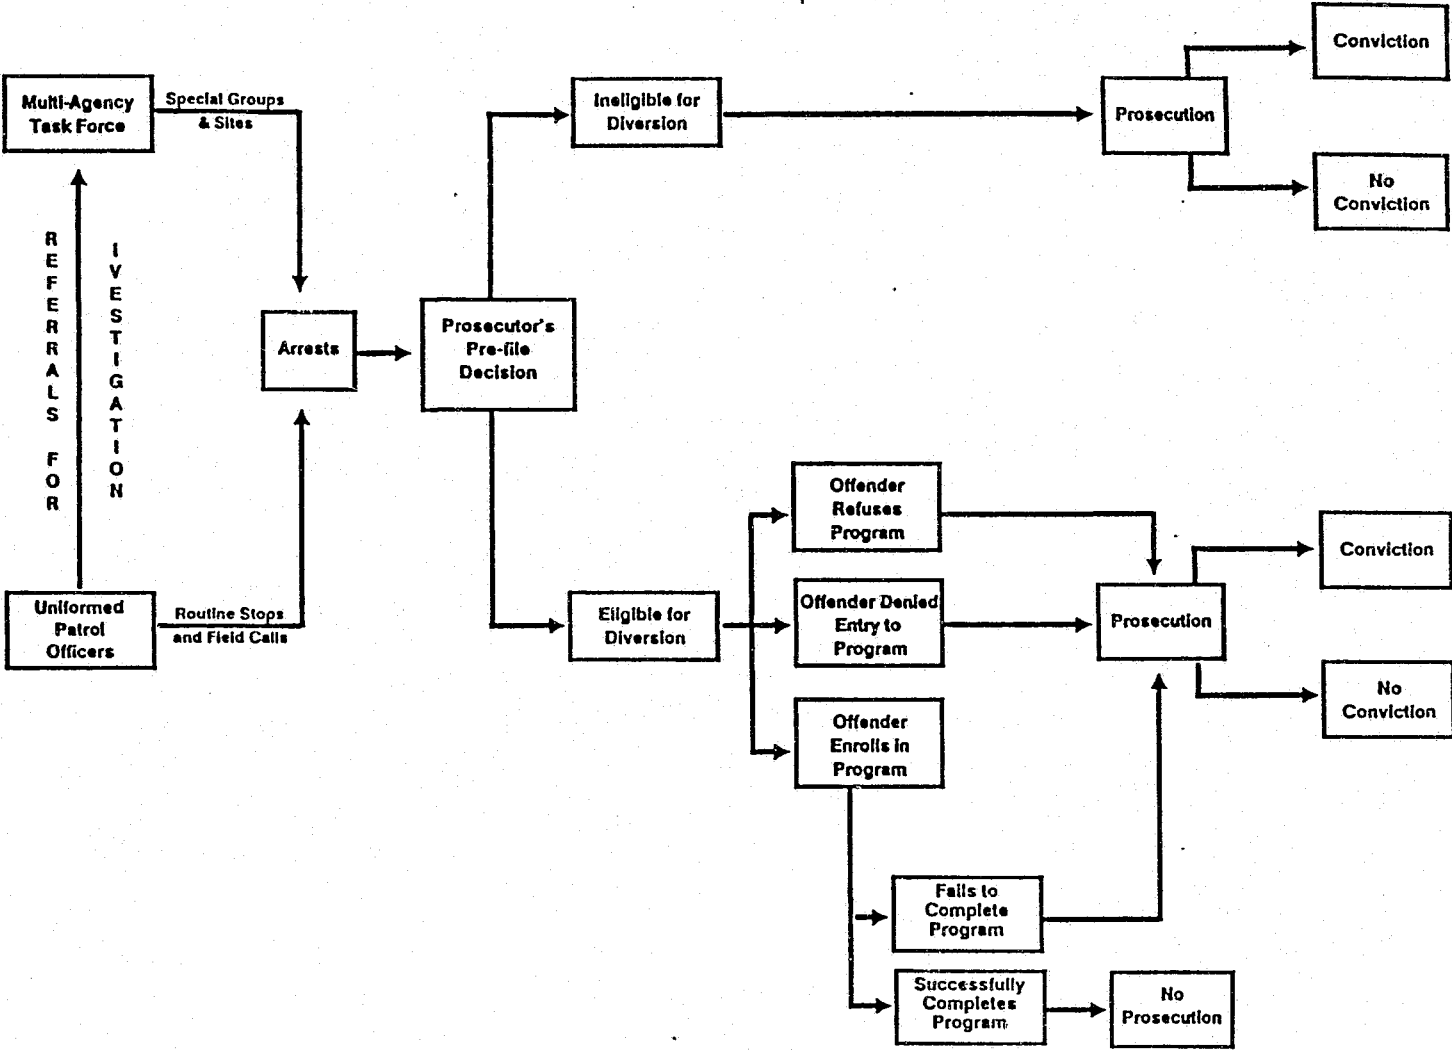 Conviction
Multi-Agency
Task Force
Special Groups
& Sites
Ineligible for
Diversion
Prosecution
No
Conviction
REFERRALS FOR
IVESTIGATION
Arrests
Prosecutor's
Pre-file
Decision
Offender
Refuses
Program
Conviction
Uniformed
Patrol
Officers
Routine Stops
and Field Calls
Eligible for
Diversion
Offender Denied
Entry to
Program
Prosecution
No
Conviction
Offender
Enrolls in
Program
Fails to
Complete
Program
Successfully
Completes
Program
No
Prosecution